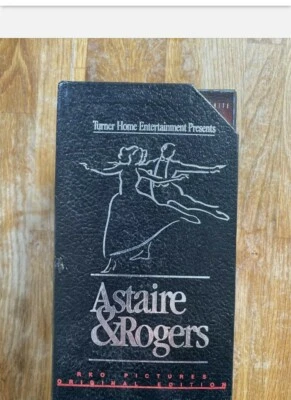 Turner Home Entertainment Presents
Astaire
&Rogers
RKO PICTURES
ORIGINAL EDITION